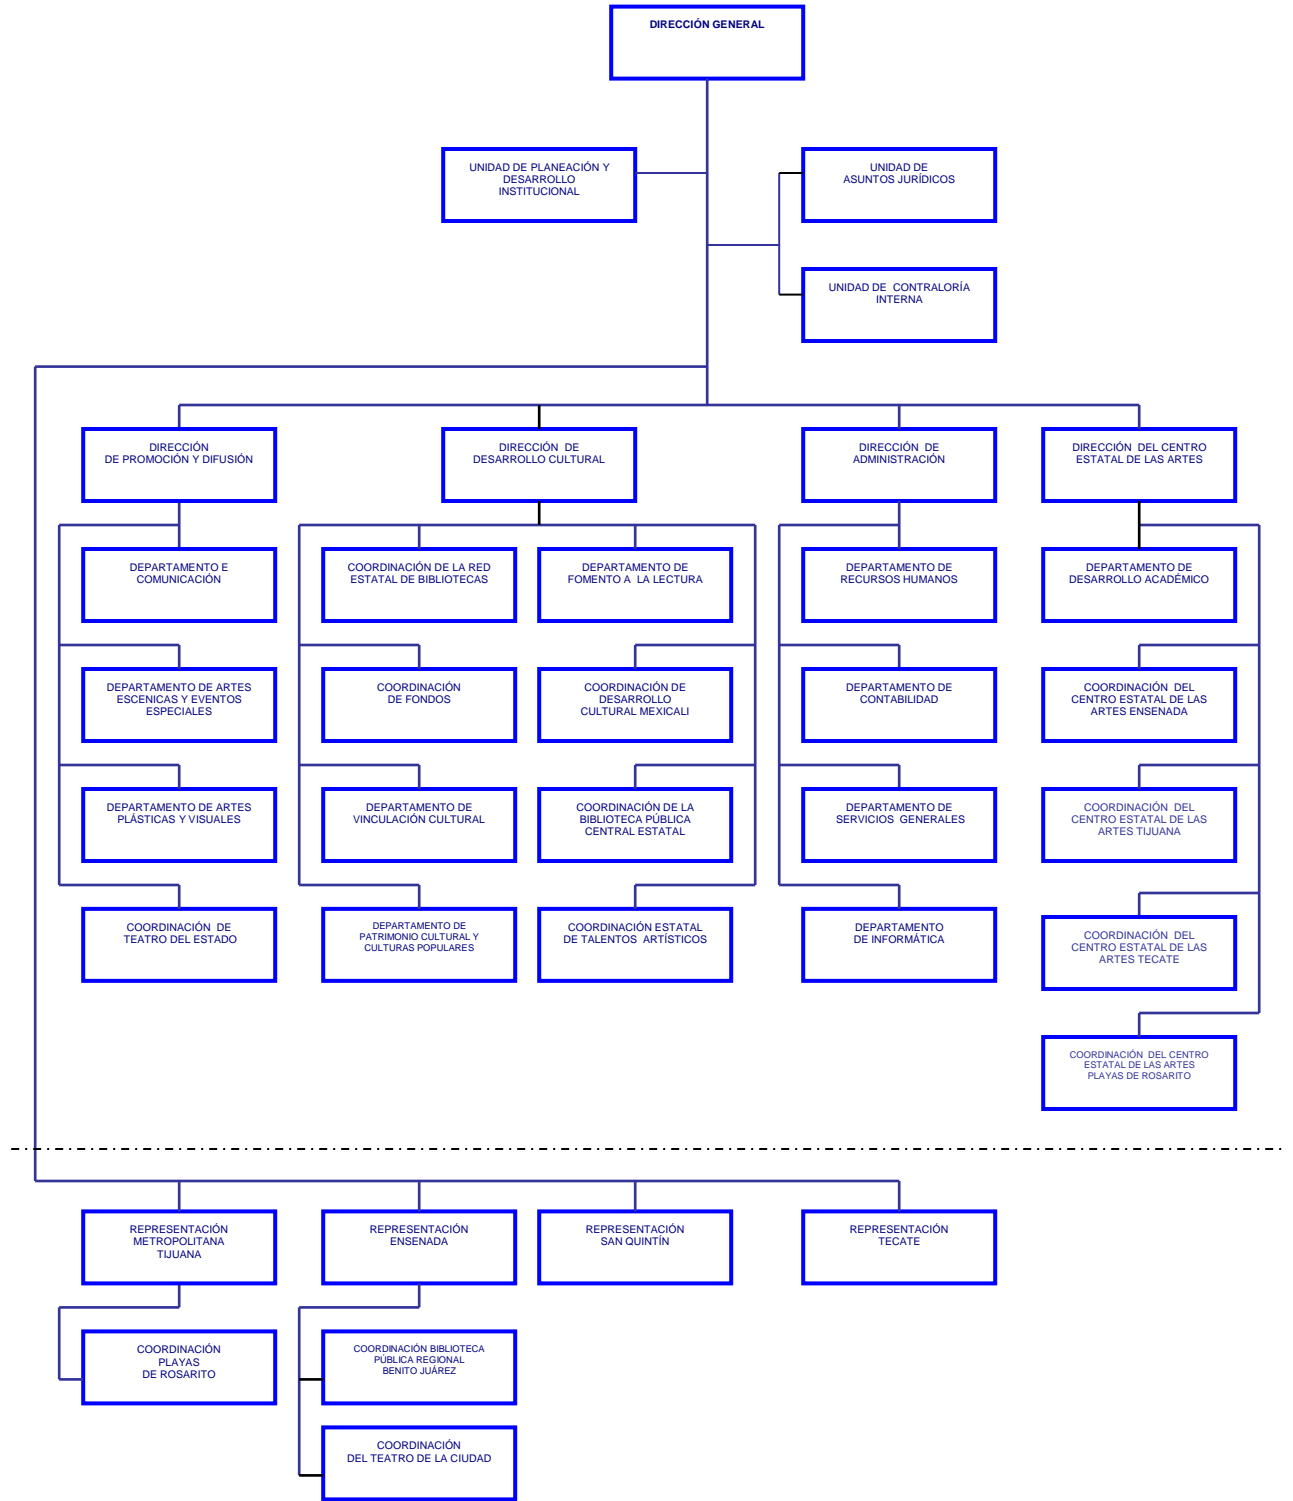 DIRECCIÓN GENERAL
UNIDAD DE PLANEACIÓN Y
DESARROLLO
INSTITUCIONAL
UNIDAD DE
ASUNTOS JURÍDICOS
UNIDAD DE CONTRALORÍA
INTERNA
DIRECCIÓN
DE PROMOCIÓN Y DIFUSIÓN
DIRECCIÓN DE
DESARROLLO CULTURAL
DIRECCIÓN DE
ADMINISTRACIÓN
DIRECCIÓN DEL CENTRO
ESTATAL DE LAS ARTES
DEPARTAMENTO E
COMUNICACIÓN
COORDINACIÓN DE LA RED
ESTATAL DE BIBLIOTECAS
DEPARTAMENTO DE
FOMENTO A LA LECTURA
DEPARTAMENTO DE
RECURSOS HUMANOS
DEPARTAMENTO DE
DESARROLLO ACADÉMICO
DEPARTAMENTO DE ARTES
ESCENICAS Y EVENTOS
ESPECIALES
COORDINACIÓN
DE FONDOS
COORDINACIÓN DE
DESARROLLO
CULTURAL MEXICALI
DEPARTAMENTO DE
CONTABILIDAD
COORDINACIÓN DEL
CENTRO ESTATAL DE LAS
ARTES ENSENADA
DEPARTAMENTO DE ARTES
PLÁSTICAS Y VISUALES
DEPARTAMENTO DE
VINCULACIÓN CULTURAL
COORDINACIÓN DE LA
BIBLIOTECA PÚBLICA
CENTRAL ESTATAL
DEPARTAMENTO DE
SERVICIOS GENERALES
COORDINACIÓN DEL
CENTRO ESTATAL DE LAS
ARTES TIJUANA
COORDINACIÓN DE
TEATRO DEL ESTADO
DEPARTAMENTO DE
PATRIMONIO CULTURAL Y
CULTURAS POPULARES
COORDINACIÓN ESTATAL
DE TALENTOS ARTÍSTICOS
DEPARTAMENTO
DE INFORMÁTICA
COORDINACIÓN DEL
CENTRO ESTATAL DE LAS
ARTES TECATE
COORDINACIÓN DEL CENTRO
ESTATAL DE LAS ARTES
PLAYAS DE ROSARITO
REPRESENTACIÓN
METROPOLITANA
TIJUANA
REPRESENTACIÓN
ENSENADA
REPRESENTACIÓN
SAN QUINTÍN
REPRESENTACIÓN
TECATE
COORDINACIÓN
PLAYAS
DE ROSARITO
COORDINACIÓN BIBLIOTECA
PÚBLICA REGIONAL
BENITO JUÁREZ
COORDINACIÓN
DEL TEATRO DE LA CIUDAD